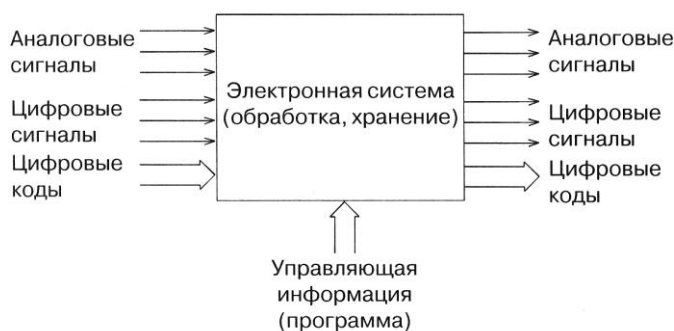 Аналоговые
сигналы
Цифровые
сигналы
Цифровые
коды
Электронная система
(обработка, хранение)
Аналоговые
сигналы
Цифровые
сигналы
Цифровые
коды
Управляющая
информация
(программа)